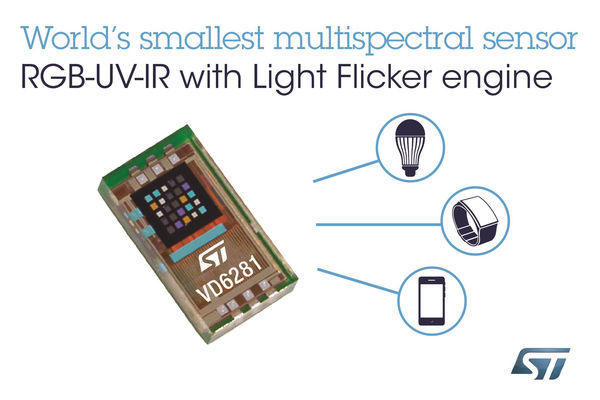 World's smallest multispectral sensor
RGB-UV-IR with Light Flicker engine
ST
VD6281
ST